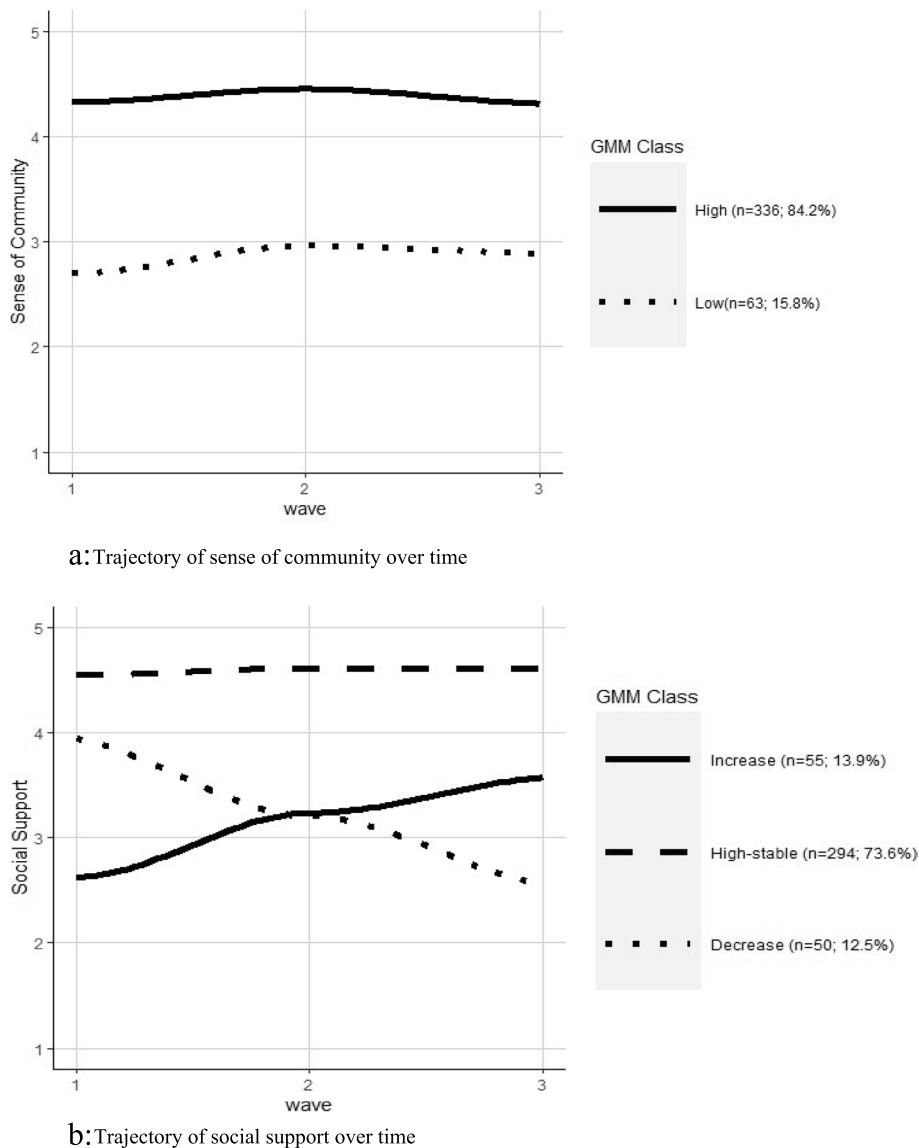 5
4
3
2
1
Sense of Community
1 2 3
wave
GMM Class
High (n=336; 84.2%)
Low(n=63; 15.8%)
a:Trajectory of sense of community over time
5
4
3
2
1
Social Support
1 2 3
wave
GMM Class
Increase (n=55; 13.9%)
High-stable (n=294; 73.6%)
Decrease (n=50; 12.5%)
b:Trajectory of social support over time